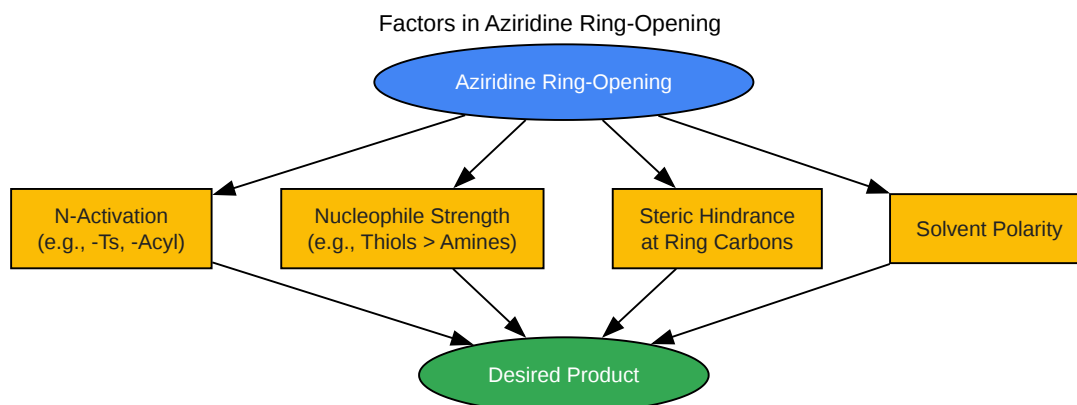 Factors in Aziridine Ring-Opening
Aziridine Ring-Opening
N-Activation
(e.g., -Ts, -Acyl)
Nucleophile Strength
(e.g., Thiols > Amines)
Steric Hindrance
at Ring Carbons
Solvent Polarity
Desired Product